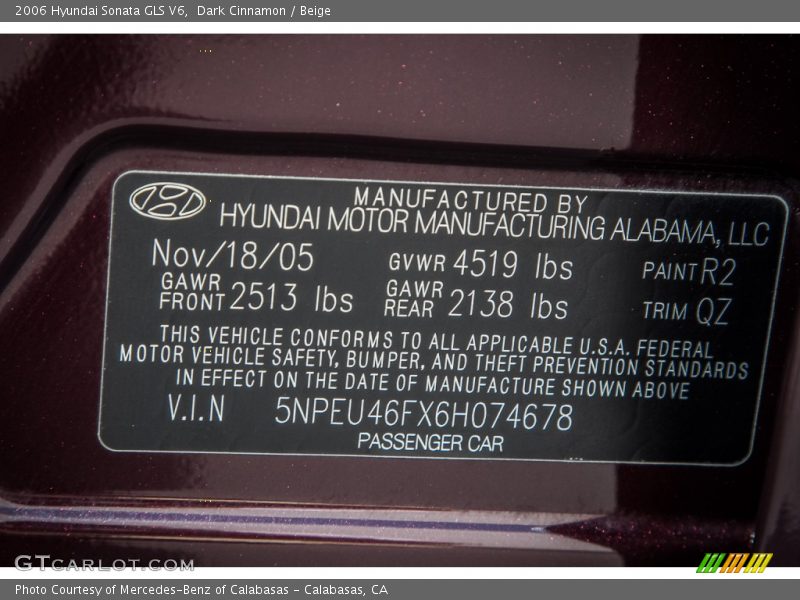 2006 Hyundai Sonata GLS V6, Dark Cinnamon / Beige
MANUFACTURED BY
HYUNDAI MOTOR MANUFACTURING ALABAMA, LLC
Nov/18/05 GVWR 4519 lbs PAINT R2
GAWR FRONT 2513 lbs GAWR REAR 2138 lbs TRIM QZ
THIS VEHICLE CONFORMS TO ALL APPLICABLE U.S.A. FEDERAL
MOTOR VEHICLE SAFETY, BUMPER, AND THEFT PREVENTION STANDARDS
IN EFFECT ON THE DATE OF MANUFACTURE SHOWN ABOVE
V.I.N 5NPEU46FX6H074678
PASSENGER CAR
GTCARLOT.COM
Photo Courtesy of Mercedes-Benz of Calabasas - Calabasas, CA